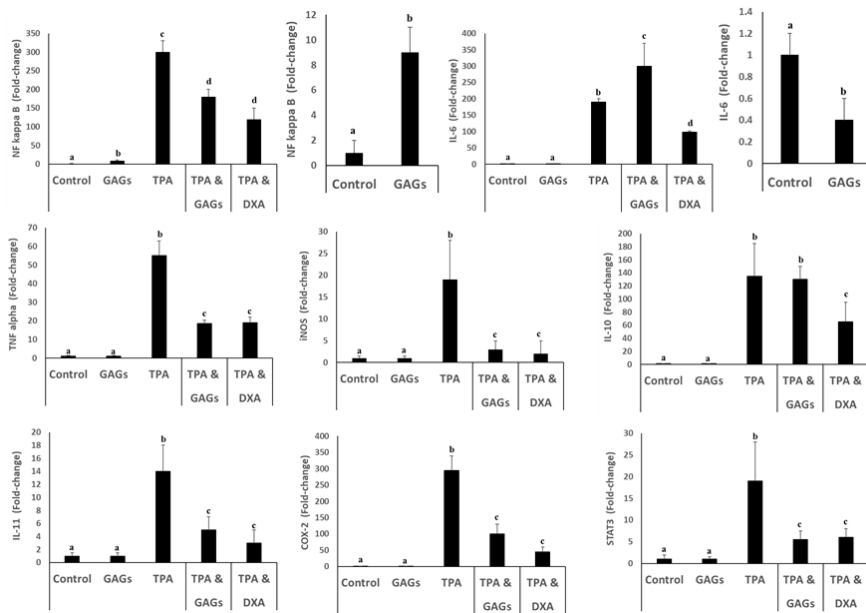 NF kappa B (Fold-change)
350
300
250
200
150
100
50
0
a
b
c
d
d
Control GAGs TPA TPA & TPA &
GAGs DXA
NF kappa B (Fold-change)
12
10
8
6
4
2
0
a
b
Control GAGs
IL-6 (Fold-change)
400
350
300
250
200
150
100
50
0
a
a
b
c
d
Control GAGs TPA TPA & TPA &
GAGs DXA
IL-6 (Fold-change)
1.4
1.2
1
0.8
0.6
0.4
0.2
0
a
b
Control GAGs
TNF alpha (Fold-change)
70
60
50
40
30
20
10
0
a
a
b
c
c
Control GAGs TPA TPA & TPA &
GAGs DXA
iNOS (Fold-change)
30
25
20
15
10
5
0
a
a
b
c
c
Control GAGs TPA TPA & TPA &
GAGs DXA
IL-10 (Fold-change)
200
180
160
140
120
100
80
60
40
20
0
a
a
b
b
c
Control GAGs TPA TPA & TPA &
GAGs DXA
IL-11 (Fold-change)
20
18
16
14
12
10
8
6
4
2
0
a
a
b
c
c
Control GAGs TPA TPA & TPA &
GAGs DXA
COX-2 (Fold-change)
400
350
300
250
200
150
100
50
0
a
a
b
c
c
Control GAGs TPA TPA & TPA &
GAGs DXA
STAT3 (Fold-change)
30
25
20
15
10
5
0
a
a
b
c
c
Control GAGs TPA TPA & TPA &
GAGs DXA